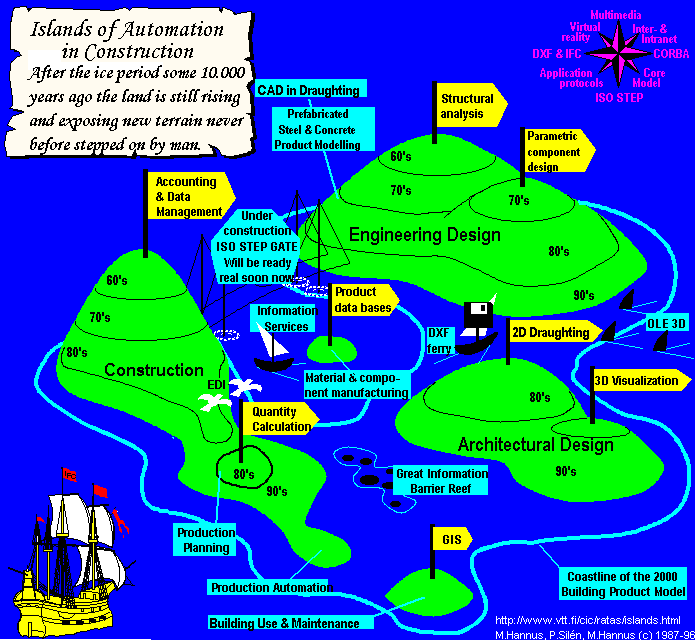 Islands of Automation
in Construction
After the ice period some 10.000
years ago the land is still rising
and exposing new terrain never
before stepped on by man.
Multimedia
Virtual
reality
Inter- &
Intranet
DXF & IFC
CORBA
Application
protocols
Core
Model
ISO STEP
CAD in Draughting
Prefabricated
Steel & Concrete
Product Modelling
Structural
analysis
Parametric
component
design
60's
70's
70's
Engineering Design
80's
90's
Accounting
& Data
Management
Under
construction
ISO STEP GATE
Will be ready
real soon now
60's
70's
80's
Construction
EDI
Information
Services
Product
data bases
Material & compo-
nent manufacturing
DXF
ferry
OLE 3D
2D Draughting
3D Visualization
80's
Architectural Design
90's
Quantity
Calculation
80's
90's
Great Information
Barrier Reef
Production
Planning
GIS
Production Automation
Building Use & Maintenance
Coastline of the 2000
Building Product Model
http://www.vtt.fi/cic/ratas/islands.html
M.Hannus, P.Silén, M.Hannus (c) 1987-96